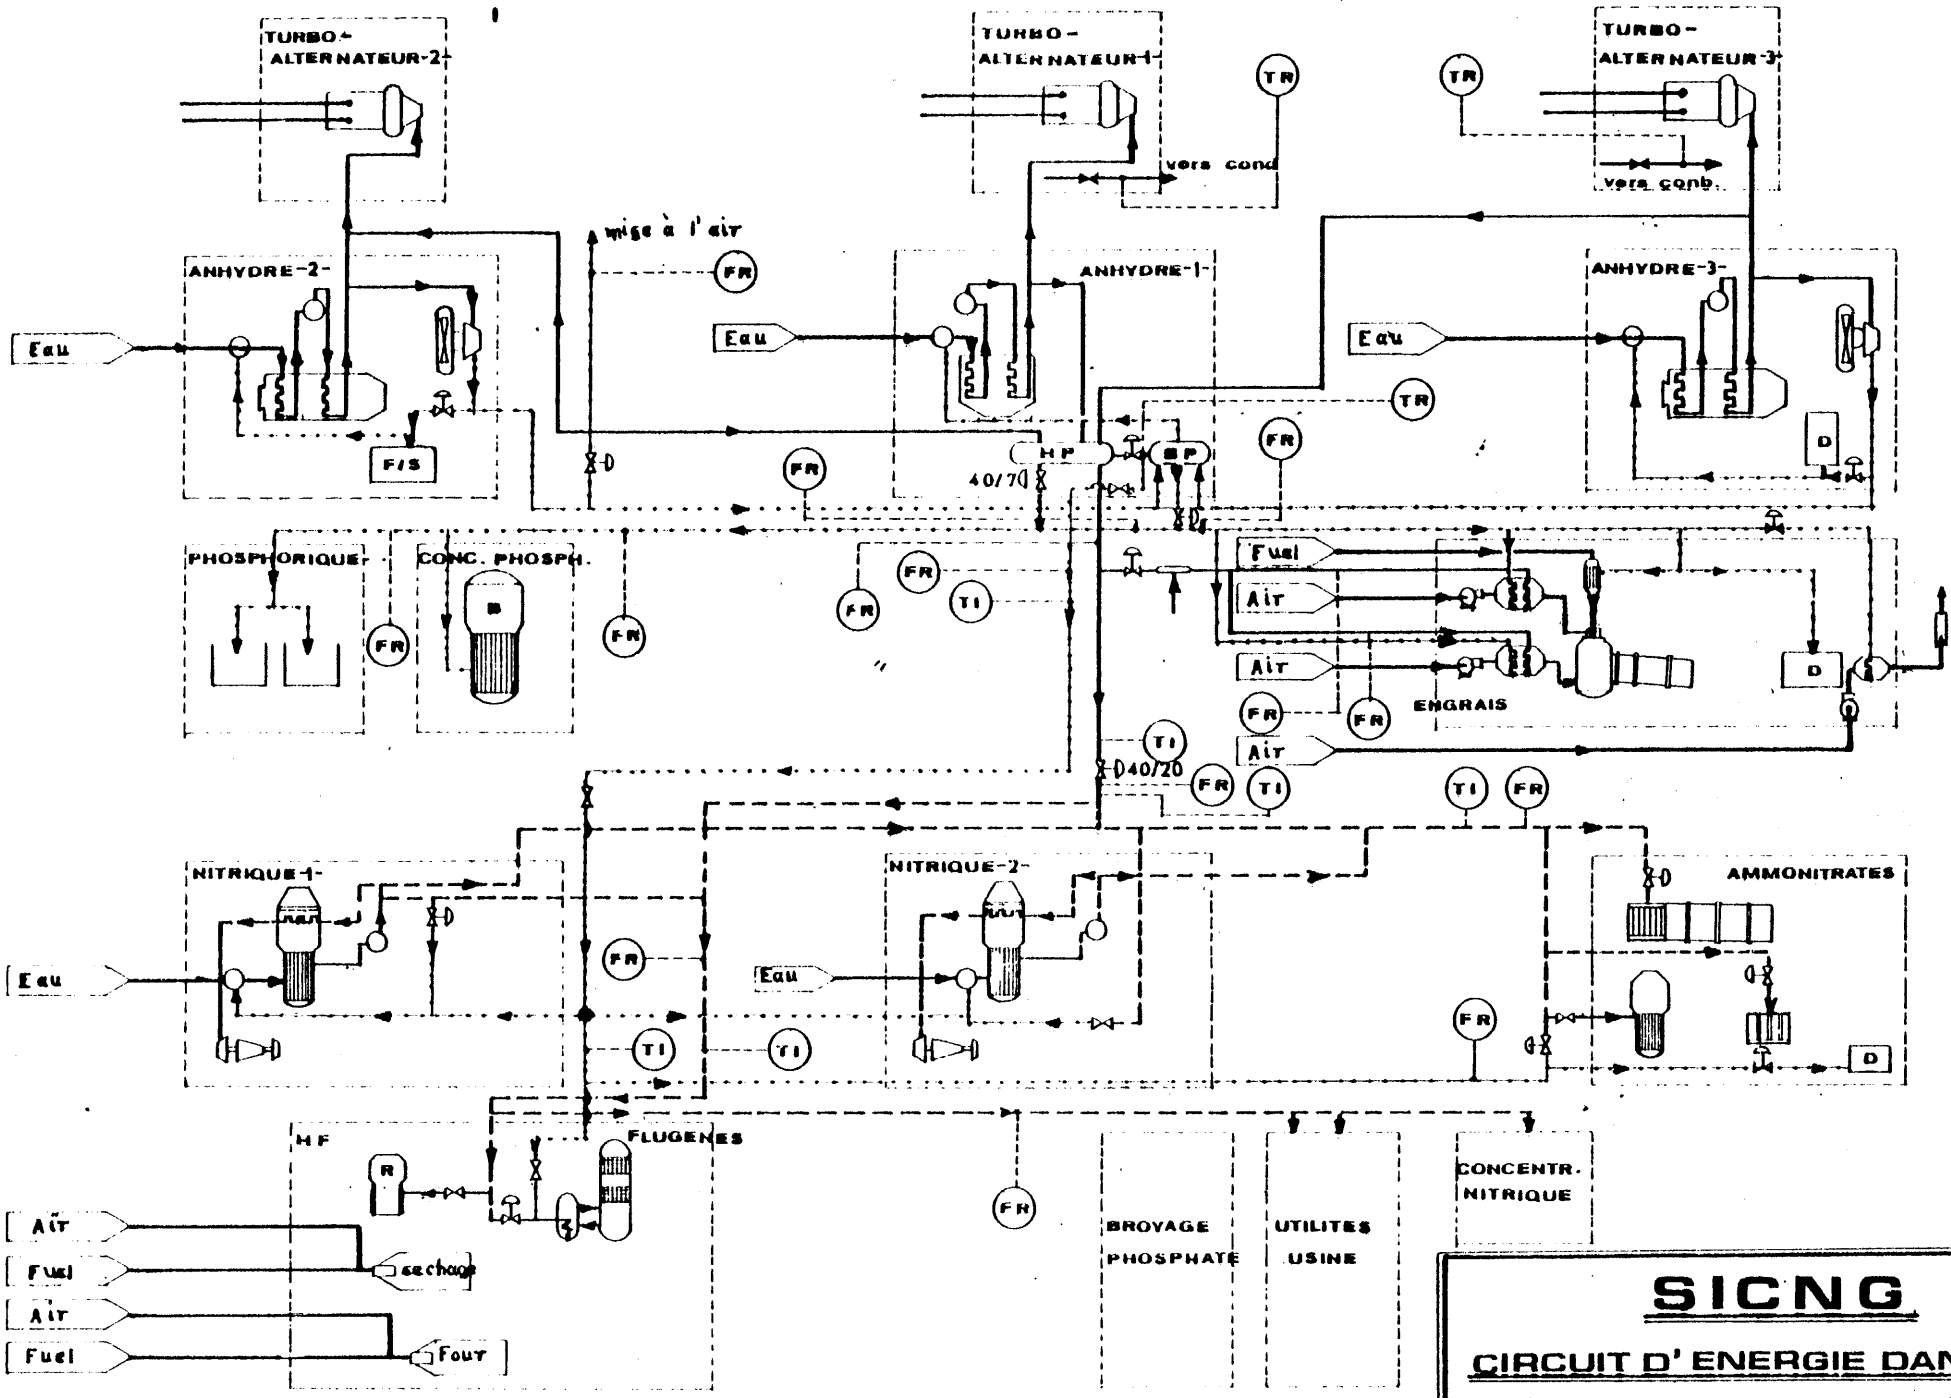 TURBO-
ALTERNATEUR-2-
TURBO-
ALTERNATEUR-1-
TURBO-
ALTERNATEUR-3-
TR
TR
vers cond
vers conb.
mise à l'air
FR
ANHYDRE-2-
ANHYDRE-1-
ANHYDRE-3-
Eau
Eau
Eau
TR
F/S
FR
HP
BP
FR
D
40/7
PHOSPHORIQUE-
CONC. PHOSPH.
B
FR
FR
FR
FR
TI
Fuel
Air
Air
D
FR
FR
ENGRAIS
Air
TI
40/20
FR
TI
TI
FR
NITRIQUE-1-
NITRIQUE-2-
AMMONITRATES
Eau
FR
Eau
FR
TI
TI
D
HF
FLUGENES
R
FR
CONCENTR.
NITRIQUE
BROYAGE
PHOSPHATE
UTILITES
USINE
Air
Fuel
sechage
Air
Fuel
Four
SICNG
CIRCUIT D'ENERGIE DAN